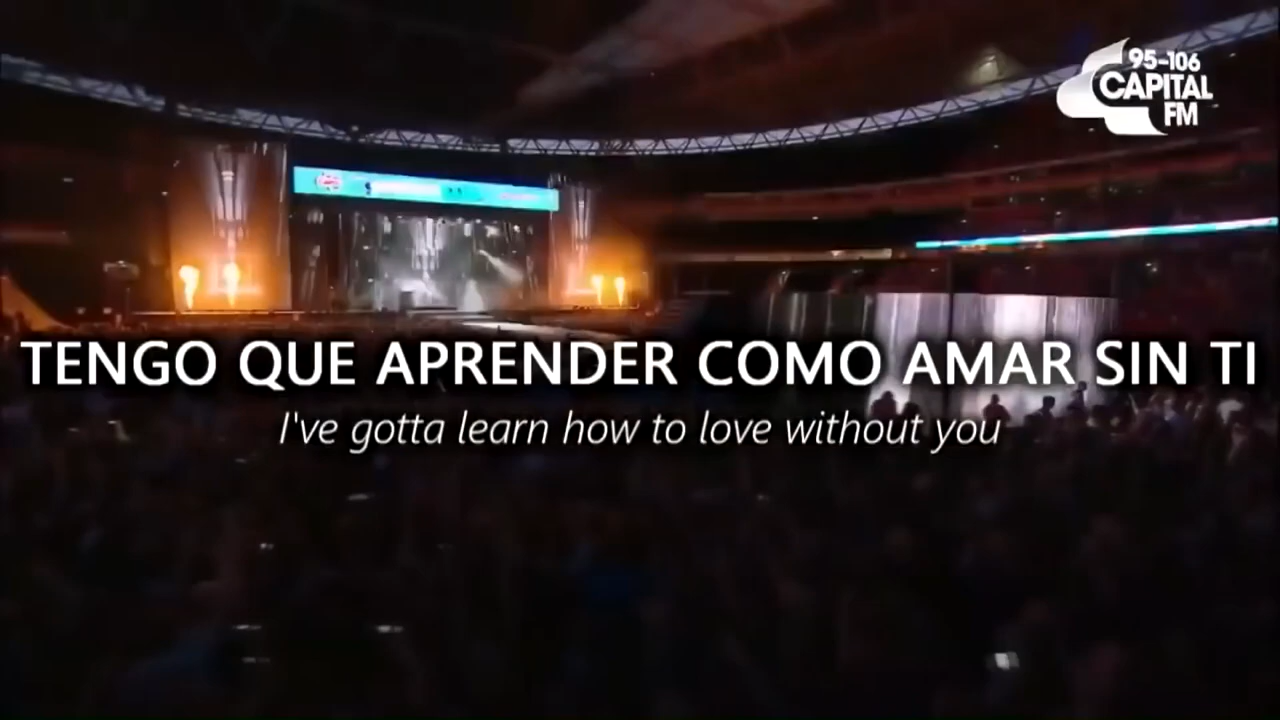 95-106
CAPITAL
FM
TENGO QUE APRENDER COMO AMAR SIN TI
I've gotta learn how to love without you